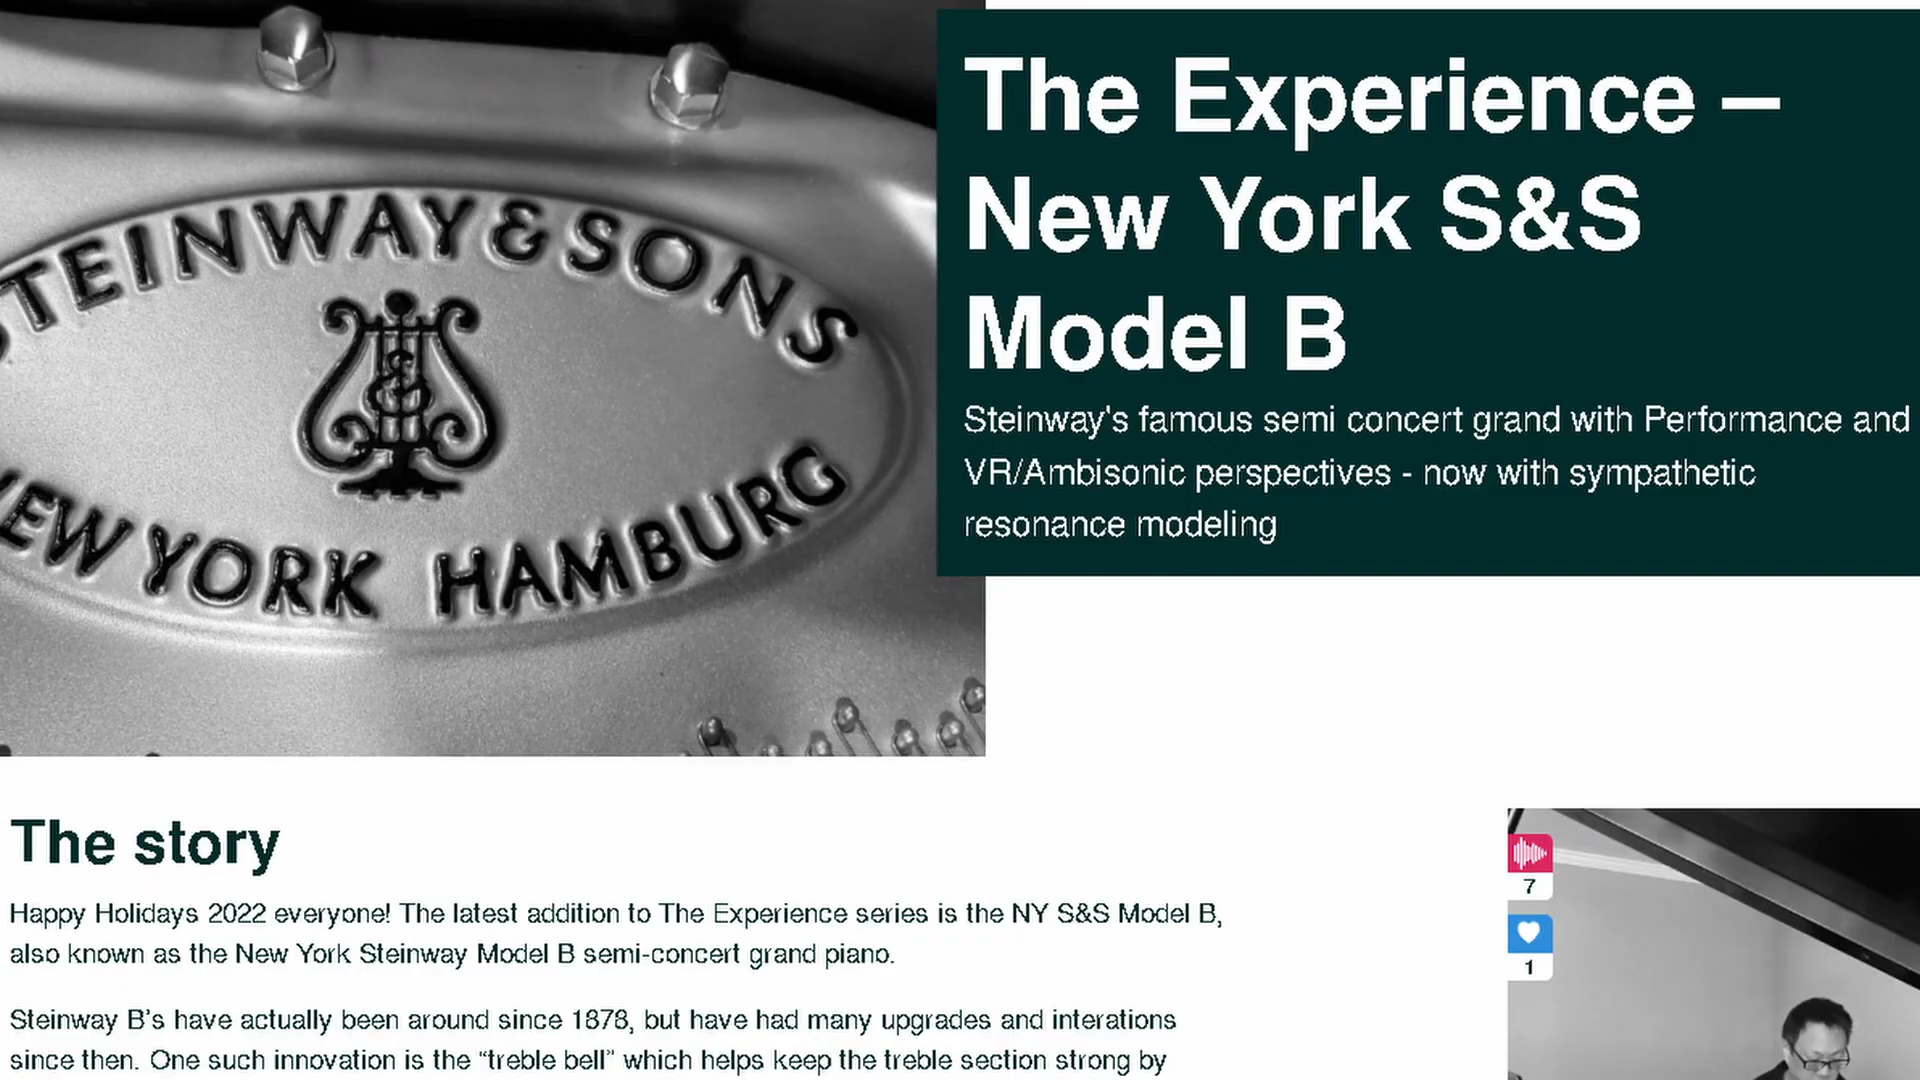 STEINWAY & SONS
NEW YORK HAMBURG
The Experience –
New York S&S
Model B
Steinway's famous semi concert grand with Performance and
VR/Ambisonic perspectives - now with sympathetic
resonance modeling
The story
Happy Holidays 2022 everyone! The latest addition to The Experience series is the NY S&S Model B,
also known as the New York Steinway Model B semi-concert grand piano.
7
1
Steinway B’s have actually been around since 1878, but have had many upgrades and interations
since then. One such innovation is the “treble bell” which helps keep the treble section strong by